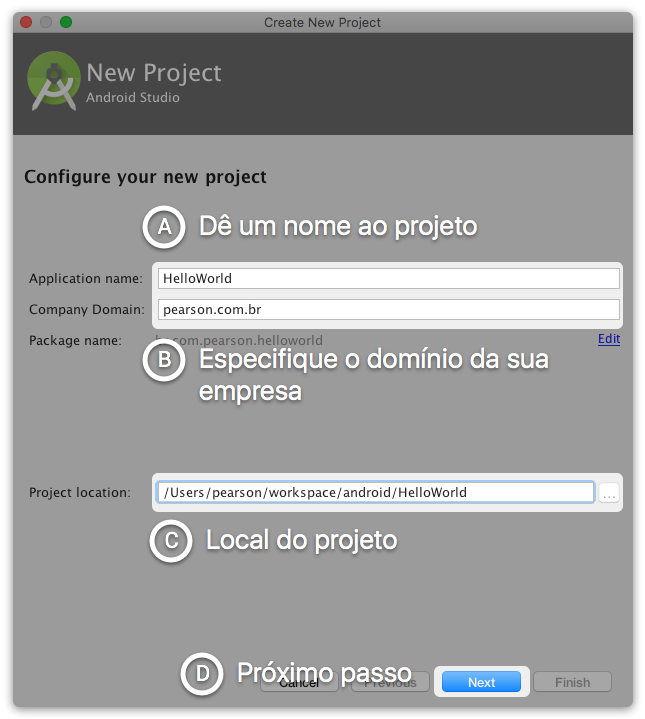 Create New Project
New Project
Android Studio
Configure your new project
A Dê um nome ao projeto
Application name: HelloWorld
Company Domain: pearson.com.br
Package name: br.com.pearson.helloworld Edit
B Especifique o domínio da sua
empresa
Project location: /Users/pearson/workspace/android/HelloWorld ...
C Local do projeto
D Próximo passo
Cancel Previous Next Finish